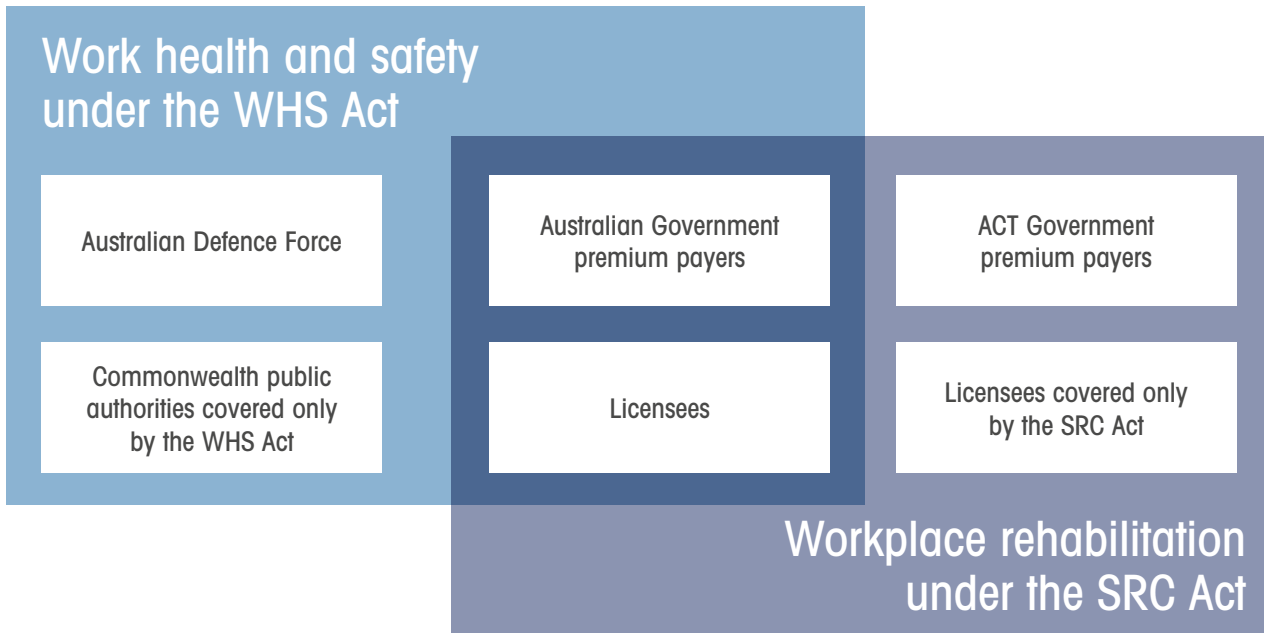 Work health and safety
under the WHS Act
Australian Defence Force
Australian Government
premium payers
ACT Government
premium payers
Commonwealth public
authorities covered only
by the WHS Act
Licensees
Licensees covered only
by the SRC Act
Workplace rehabilitation
under the SRC Act